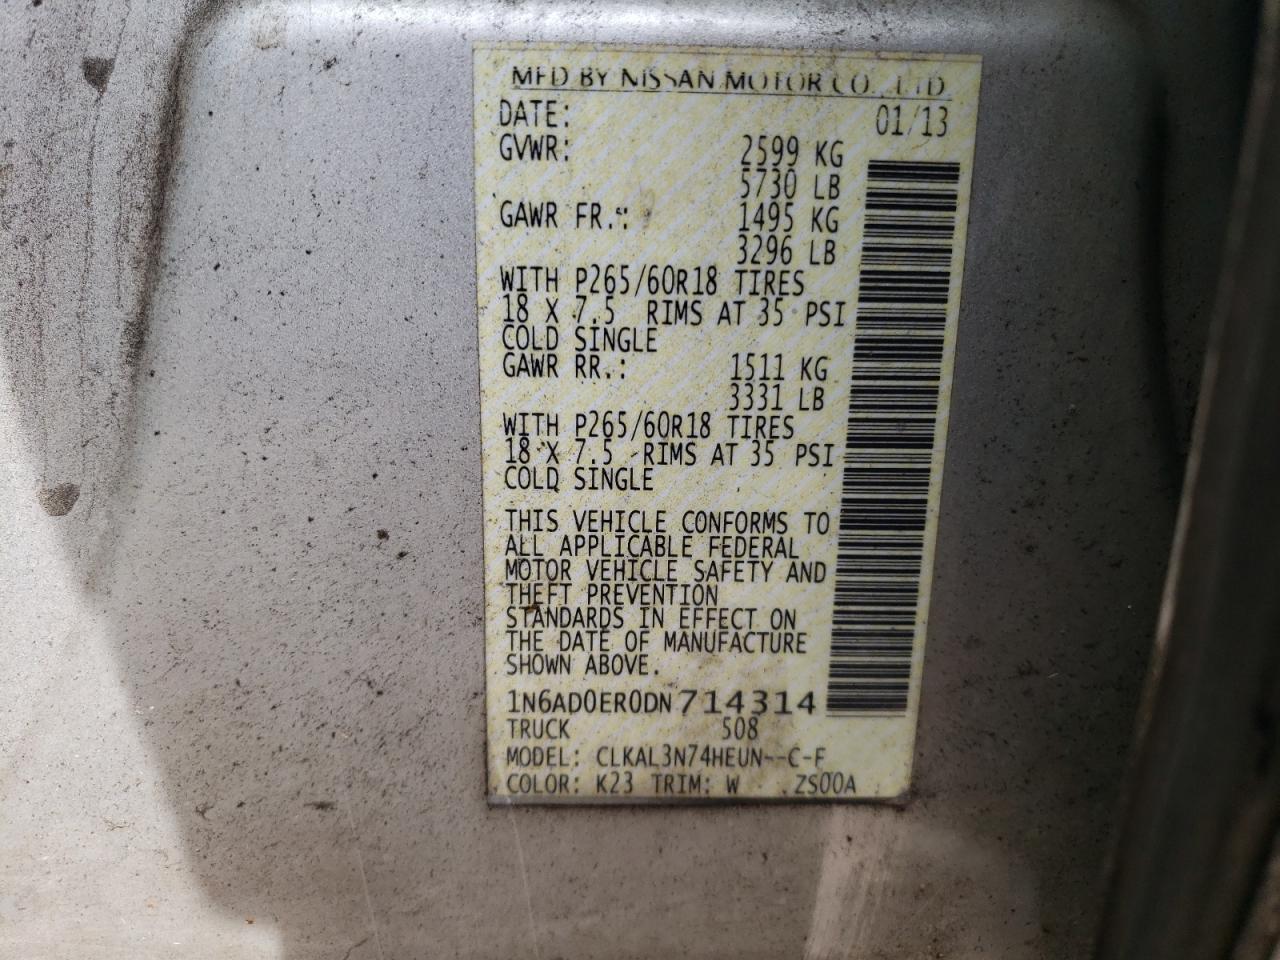 MFD BY NISSAN MOTOR CO., LTD.
DATE: 01/13
GVWR: 2599 KG
5730 LB
GAWR FR.: 1495 KG
3296 LB
WITH P265/60R18 TIRES
18 X 7.5 RIMS AT 35 PSI
COLD SINGLE
GAWR RR.: 1511 KG
3331 LB
WITH P265/60R18 TIRES
18 X 7.5 RIMS AT 35 PSI
COLD SINGLE
THIS VEHICLE CONFORMS TO
ALL APPLICABLE FEDERAL
MOTOR VEHICLE SAFETY AND
THEFT PREVENTION
STANDARDS IN EFFECT ON
THE DATE OF MANUFACTURE
SHOWN ABOVE.
1N6AD0ER0DN714314
TRUCK 508
MODEL: CLKAL3N74HEUN--C-F
COLOR: K23 TRIM: W ZS00A